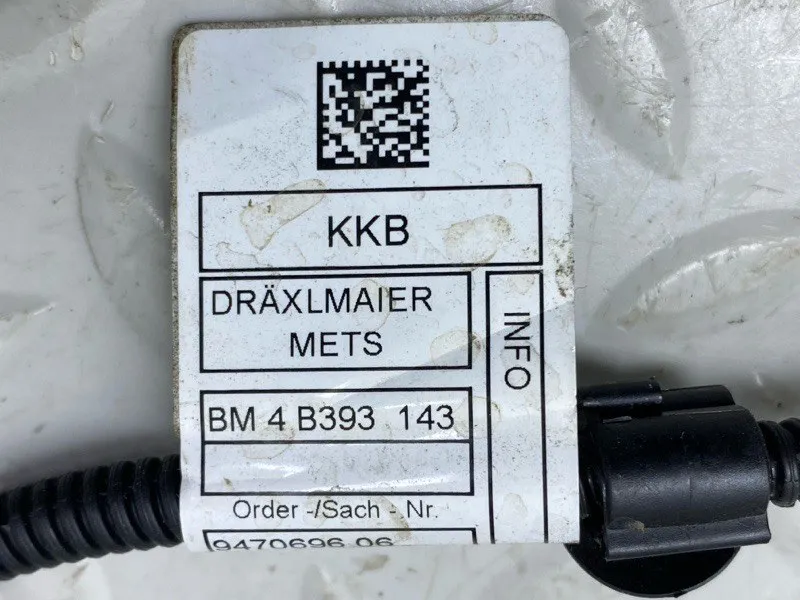 KKB
DRÄXLMAIER
METS
INFO
BM 4 B393 143
Order -/Sach - Nr.
9470696 06